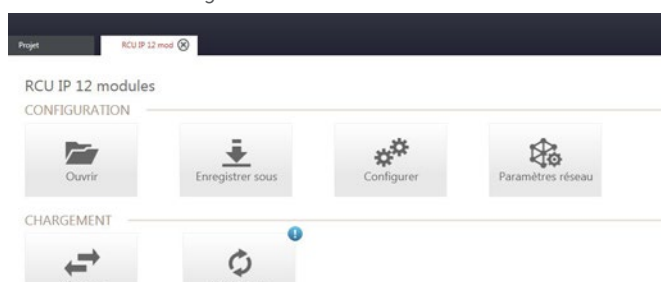 Projet RCU IP 12 mod
RCU IP 12 modules
CONFIGURATION
Ouvrir Enregistrer sous Configurer Paramètres réseau
CHARGEMENT